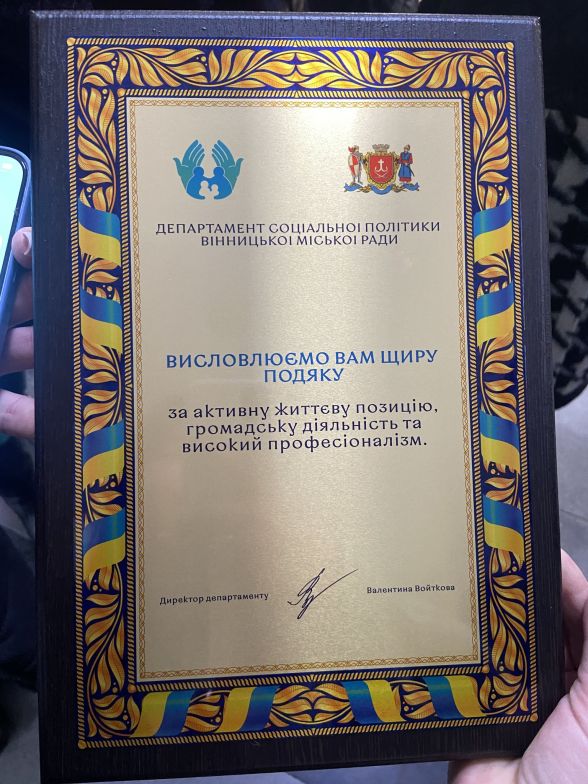 ДЕПАРТАМЕНТ СОЦІАЛЬНОЇ ПОЛІТИКИ
ВІННИЦЬКОЇ МІСЬКОЇ РАДИ
ВИСЛОВЛЮЄМО ВАМ ЩИРУ
ПОДЯКУ
за активну життєву позицію,
громадську діяльність та
високий професіоналізм.
Директор департаменту
Валентина Войткова